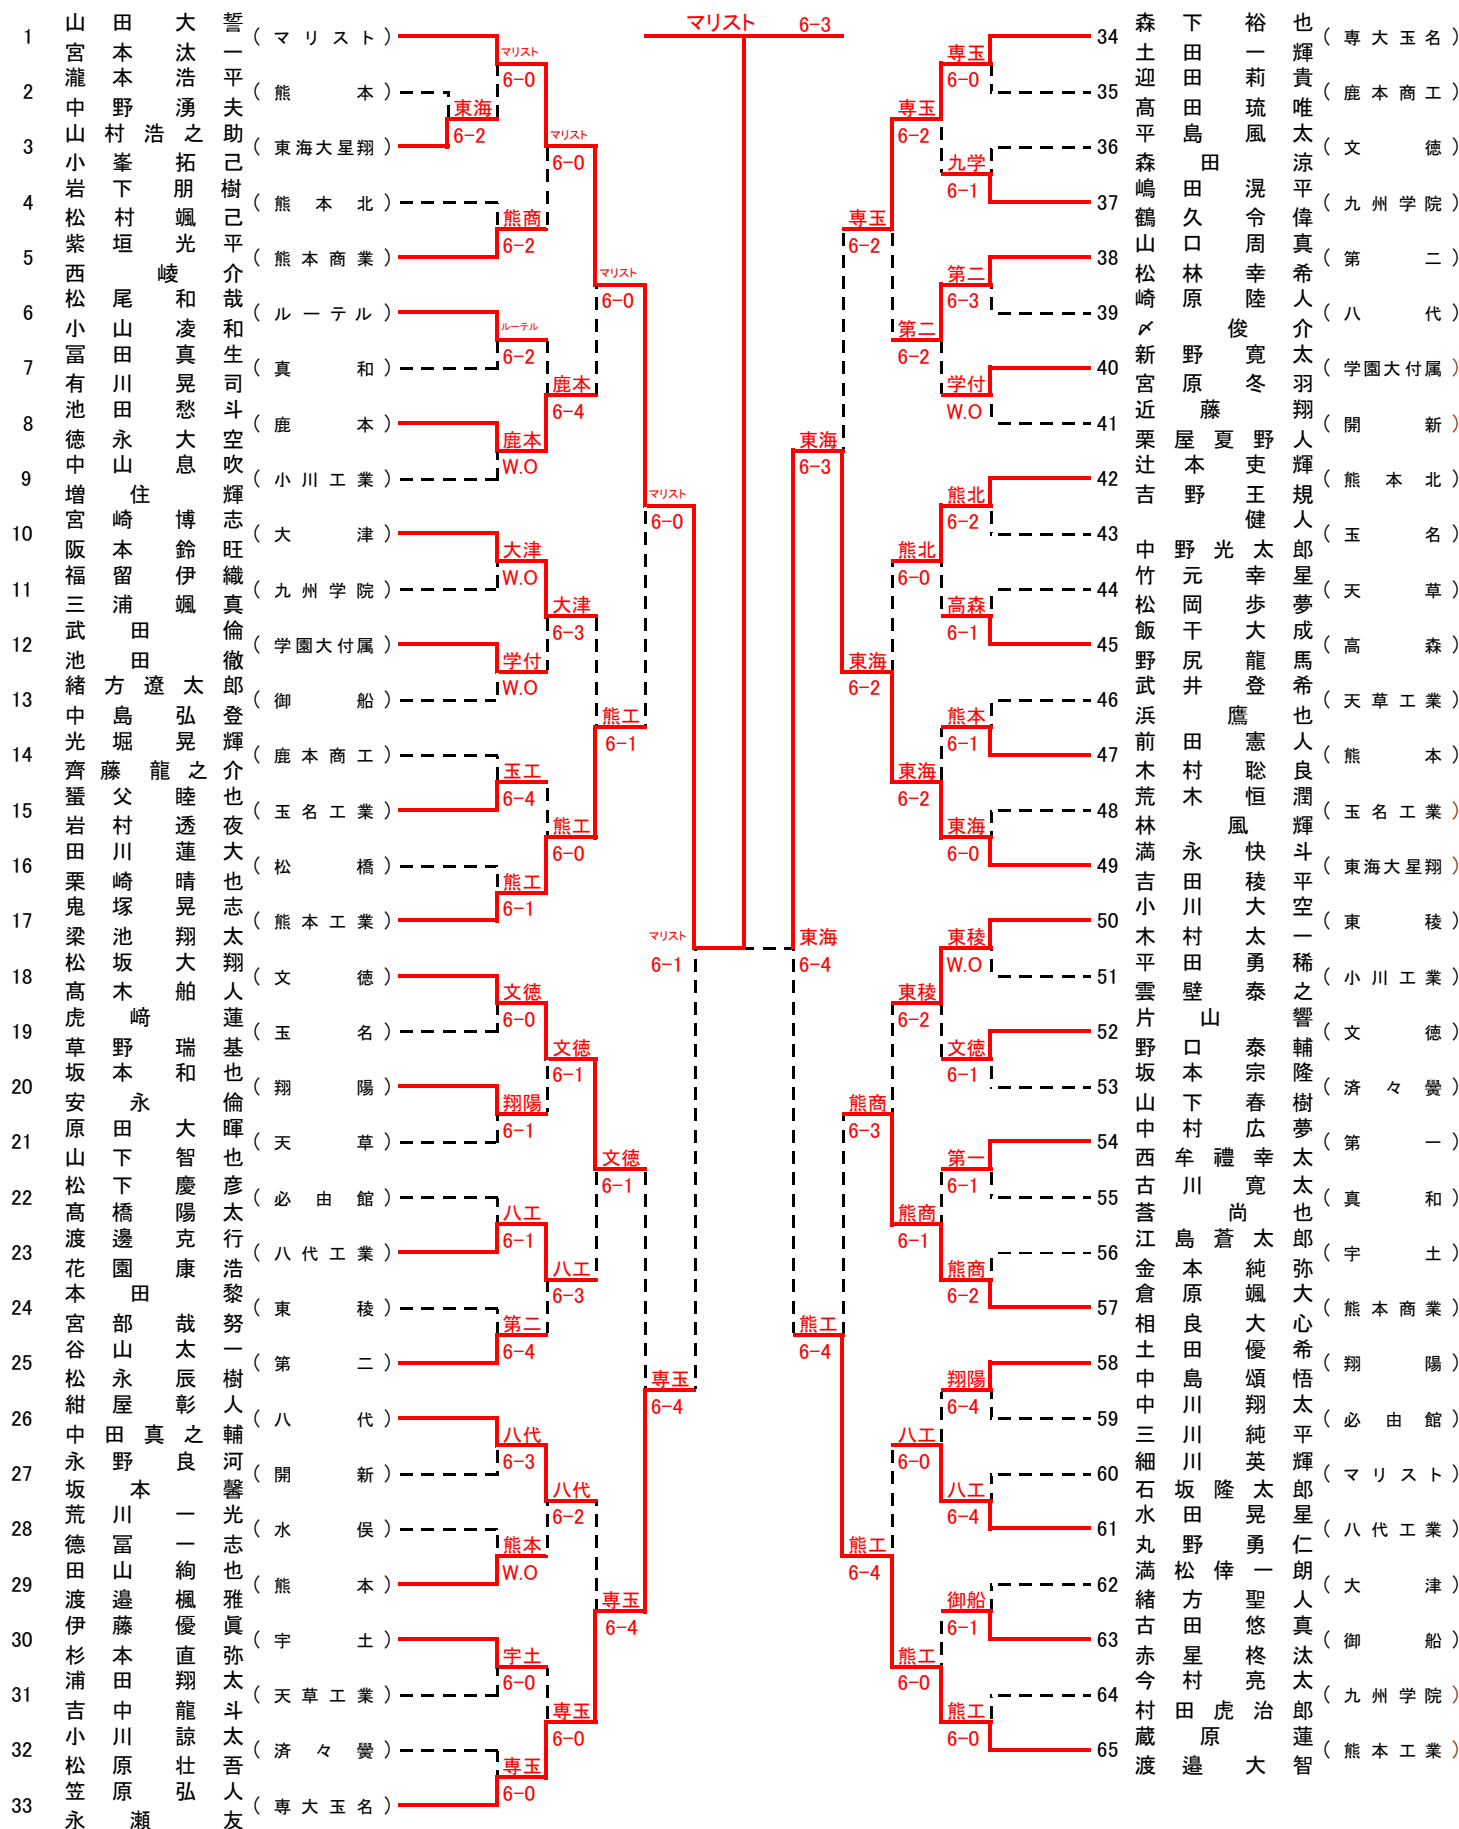 マリスト 6-3
1 山田大誓 宮本汰一 (マリスト)
2 瀧本浩平 中野湧夫 (熊本)
3 山村浩之助 小峯拓己 (東海大星翔)
4 岩下朋樹 松村颯己 (熊本北)
5 紫垣光平 西崚介 (熊本商業)
6 松尾和哉 小山凌和 (ルーテル)
7 冨田真生 有川晃司 (真和)
8 池田愁斗 徳永大空 (鹿本)
9 中山息吹 増住輝 (小川工業)
10 宮崎博志 阪本鈴旺 (大津)
11 福留伊織 三浦颯真 (九州学院)
12 武田倫 池田徹 (学園大付属)
13 緒方遼太郎 中島弘登 (御船)
14 光堀晃輝 齊藤龍之介 (鹿本商工)
15 蜑父睦也 岩村透夜 (玉名工業)
16 田川蓮大 栗崎晴也 (松橋)
17 鬼塚晃志 梁池翔太 (熊本工業)
18 松坂大翔 髙木舶人 (文徳)
19 虎﨑蓮 草野瑞基 (玉名)
20 坂本和也 安永倫 (翔陽)
21 原田大暉 山下智也 (天草)
22 松下慶彦 髙橋陽太 (必由館)
23 渡邊克行 花園康浩 (八代工業)
24 本田黎 宮部哉努 (東稜)
25 谷山太一 松永辰樹 (第二)
26 紺屋彰人 中田真之輔 (八代)
27 永野良河 坂本馨 (開新)
28 荒川一光 德冨一志 (水俣)
29 田山絢也 渡邉楓雅 (熊本)
30 伊藤優眞 杉本直弥 (宇土)
31 浦田翔太 吉中龍斗 (天草工業)
32 小川諒太 松原壮吾 (済々黌)
33 笠原弘人 永瀬友 (専大玉名)
マリスト 6-0
東海 6-2
熊商 6-2
ルーテル 6-2
鹿本 W.O
大津 W.O
学付 W.O
玉工 6-4
熊工 6-1
文徳 6-0
翔陽 6-1
八工 6-1
第二 6-4
八代 6-3
熊本 W.O
宇土 6-0
専玉 6-0
マリスト 6-0
鹿本 6-4
大津 6-3
熊工 6-0
文徳 6-1
八工 6-3
八代 6-2
専玉 6-0
マリスト 6-0
熊工 6-1
文徳 6-1
専玉 6-4
マリスト 6-0
専玉 6-4
マリスト 6-1
東海 6-4
東海 6-3
熊工 6-4
専玉 6-2
東海 6-2
熊商 6-3
熊工 6-4
専玉 6-2
第二 6-2
熊北 6-0
東海 6-2
東稜 6-2
熊商 6-1
八工 6-0
熊工 6-0
専玉 6-0
九学 6-1
第二 6-3
学付 W.O
熊北 6-2
高森 6-1
熊本 6-1
東海 6-0
東稜 W.O
文徳 6-1
第一 6-1
熊商 6-2
翔陽 6-4
八工 6-4
御船 6-1
熊工 6-0
34 森下裕也 土田一輝 (専大玉名)
35 迎田莉貴 髙田琉唯 (鹿本商工)
36 平島風太 森田涼 (文徳)
37 嶋田滉平 鶴久令偉 (九州学院)
38 山口周真 松林幸希 (第二)
39 崎原陸人 〆俊介 (八代)
40 新野寛太 宮原冬羽 (学園大付属)
41 近藤翔 栗屋夏野人 (開新)
42 辻本吏輝 吉野王規 (熊本北)
43 健人 中野光太郎 (玉名)
44 竹元幸星 松岡歩夢 (天草)
45 飯干大成 野尻龍馬 (高森)
46 武井登希 浜鷹也 (天草工業)
47 前田憲人 木村聡良 (熊本)
48 荒木恒潤 林風輝 (玉名工業)
49 満永快斗 吉田稜平 (東海大星翔)
50 小川大空 木村太一 (東稜)
51 平田勇稀 雲壁泰之 (小川工業)
52 片山響 野口泰輔 (文徳)
53 坂本宗隆 山下春樹 (済々黌)
54 中村広夢 西牟禮幸太 (第一)
55 古川寛太 尚也 (真和)
56 江島蒼太郎 金本純弥 (宇土)
57 倉原颯大 相良大心 (熊本商業)
58 土田優希 中島頌悟 (翔陽)
59 中川翔太 三川純平 (必由館)
60 細川英輝 石坂隆太郎 (マリスト)
61 水田晃星 丸野勇仁 (八代工業)
62 満松倖一朗 緒方聖人 (大津)
63 古田悠真 赤星柊汰 (御船)
64 今村亮太 村田虎治郎 (九州学院)
65 蔵原蓮 渡邉大智 (熊本工業)